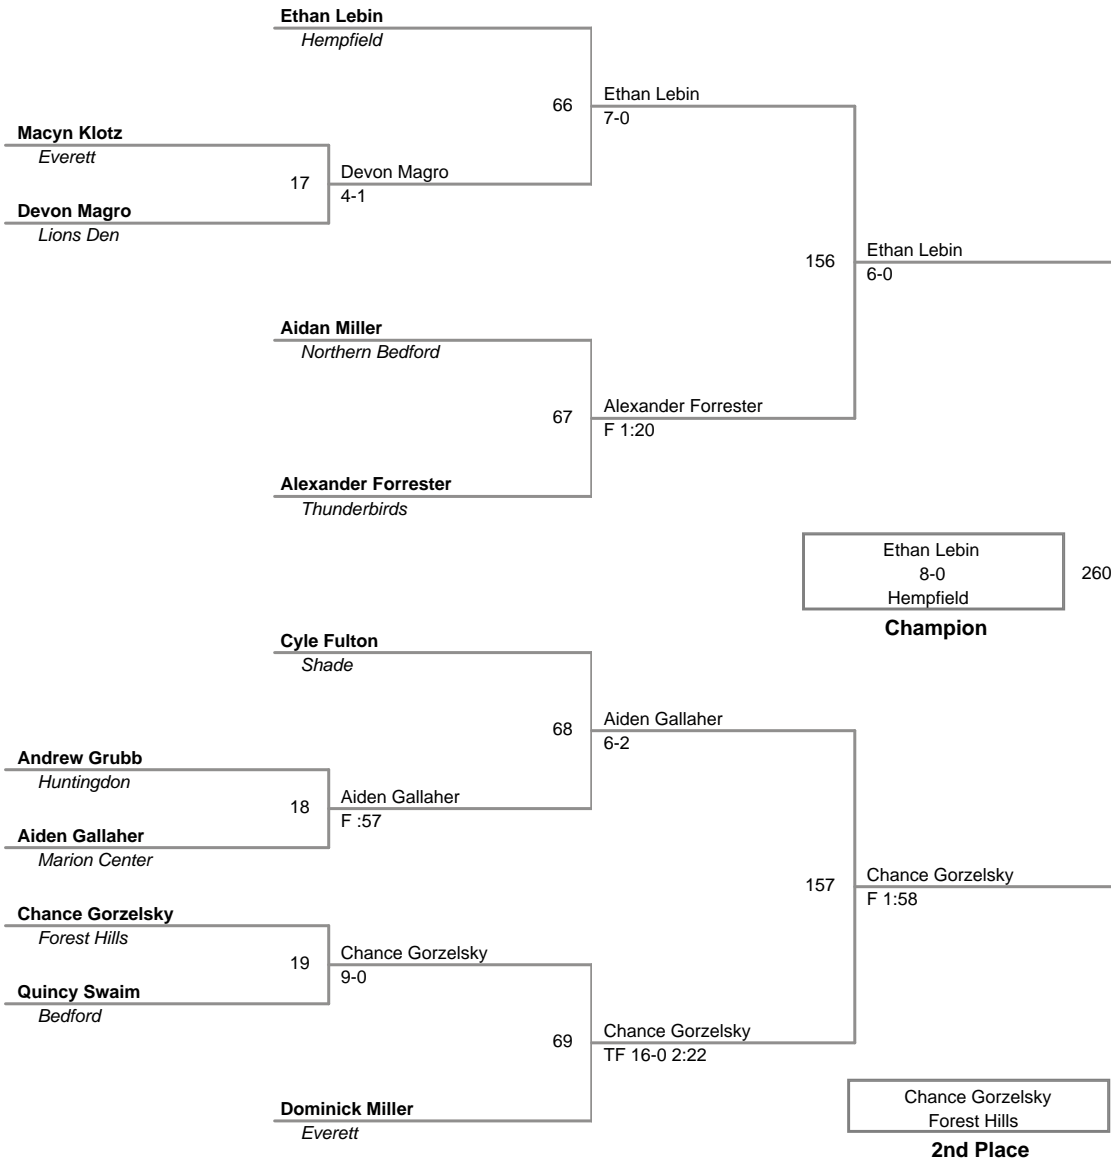 Ethan Lebin
Hempfield
66
Ethan Lebin
7-0
Macyn Klotz
Everett
17
Devon Magro
4-1
Devon Magro
Lions Den
156
Ethan Lebin
6-0
Aidan Miller
Northern Bedford
67
Alexander Forrester
F 1:20
Alexander Forrester
Thunderbirds
Ethan Lebin
8-0
Hempfield
260
Champion
Cyle Fulton
Shade
68
Aiden Gallaher
6-2
Andrew Grubb
Huntingdon
18
Aiden Gallaher
F :57
Aiden Gallaher
Marion Center
157
Chance Gorzelsky
F 1:58
Chance Gorzelsky
Forest Hills
19
Chance Gorzelsky
9-0
Quincy Swaim
Bedford
69
Chance Gorzelsky
TF 16-0 2:22
Dominick Miller
Everett
Chance Gorzelsky
Forest Hills
2nd Place